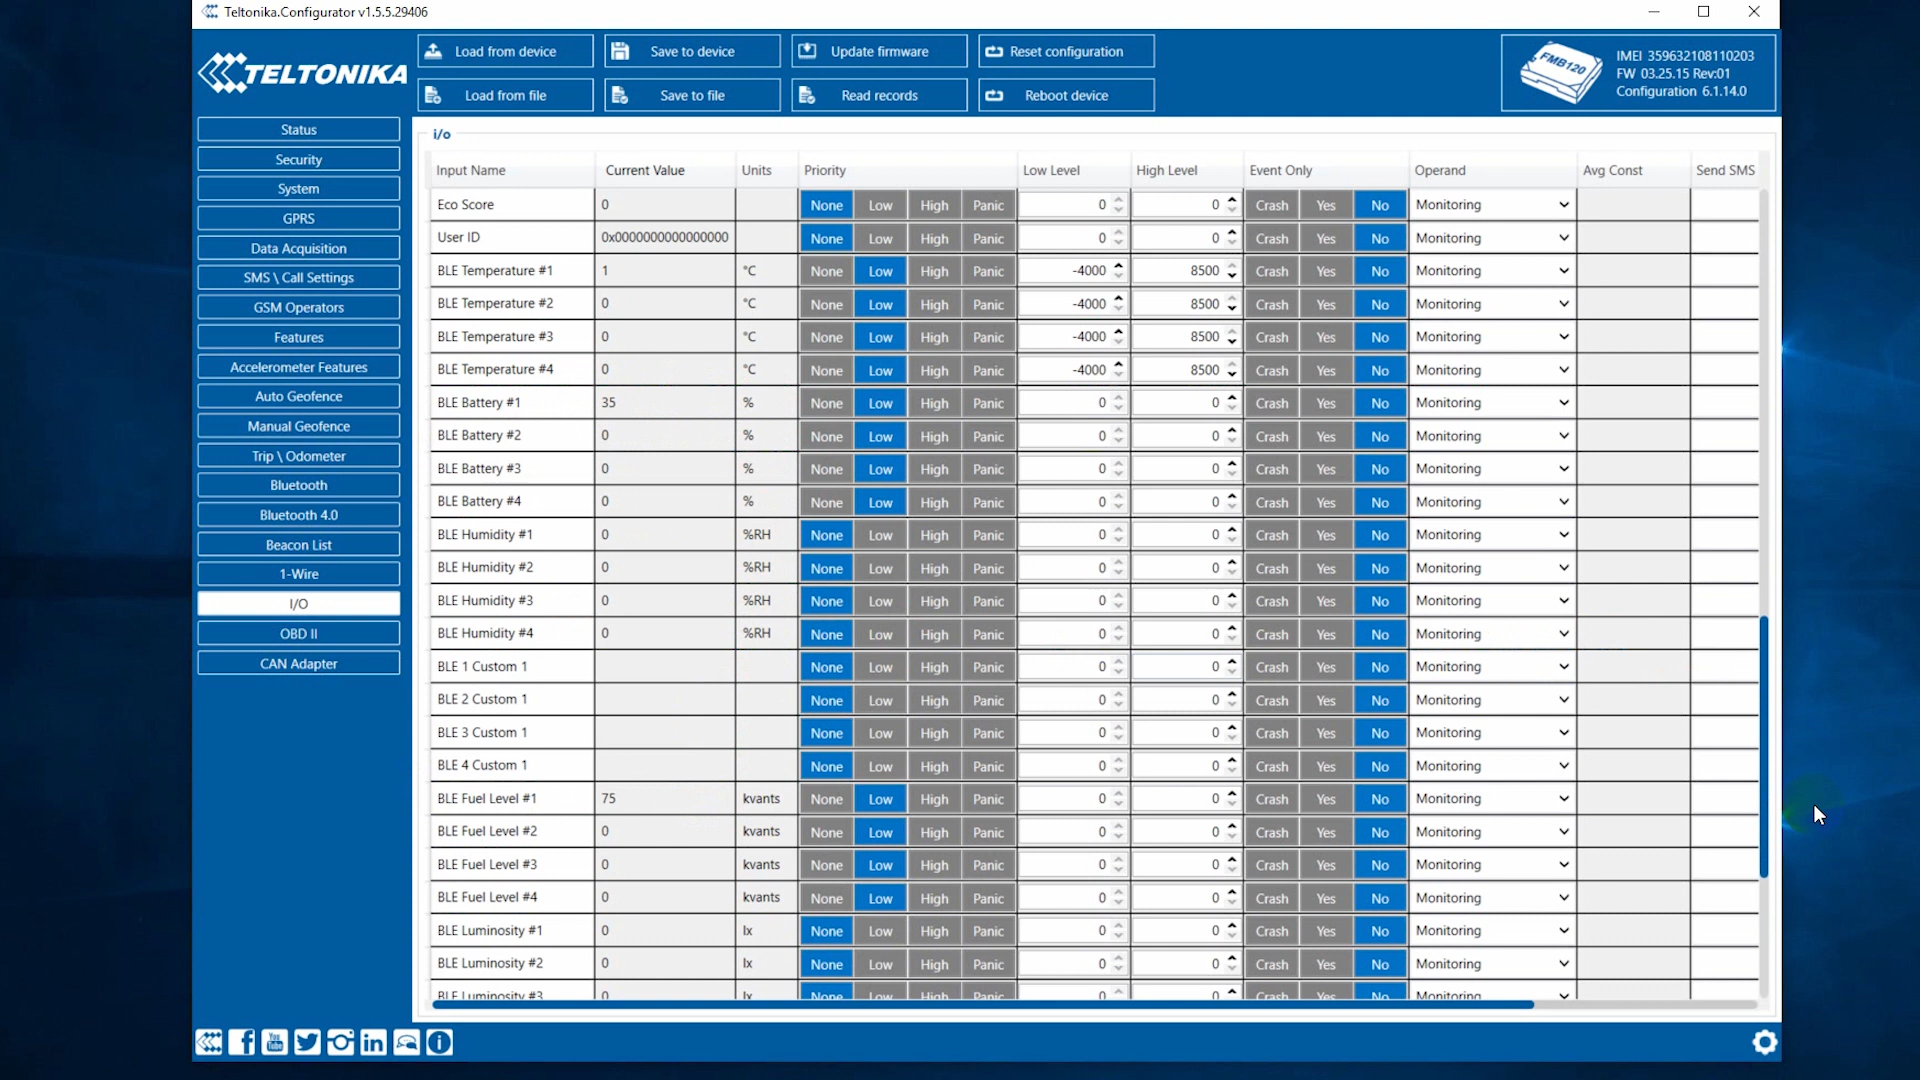 Teltonika.Configurator v1.5.5.29406
TELTONIKA
Load from device Save to device Update firmware Reset configuration
Load from file Save to file Read records Reboot device
FMB120
IMEI 359632108110203
FW 03.25.15 Rev:01
Configuration 6.1.14.0
Status
Security
System
GPRS
Data Acquisition
SMS \ Call Settings
GSM Operators
Features
Accelerometer Features
Auto Geofence
Manual Geofence
Trip \ Odometer
Bluetooth
Bluetooth 4.0
Beacon List
1-Wire
I/O
OBD II
CAN Adapter
i/o
Input Name Current Value Units Priority Low Level High Level Event Only Operand Avg Const Send SMS
Eco Score 0 None Low High Panic 0 0 Crash Yes No Monitoring
User ID 0x0000000000000000 None Low High Panic 0 0 Crash Yes No Monitoring
BLE Temperature #1 1 °C None Low High Panic -4000 8500 Crash Yes No Monitoring
BLE Temperature #2 0 °C None Low High Panic -4000 8500 Crash Yes No Monitoring
BLE Temperature #3 0 °C None Low High Panic -4000 8500 Crash Yes No Monitoring
BLE Temperature #4 0 °C None Low High Panic -4000 8500 Crash Yes No Monitoring
BLE Battery #1 35 % None Low High Panic 0 0 Crash Yes No Monitoring
BLE Battery #2 0 % None Low High Panic 0 0 Crash Yes No Monitoring
BLE Battery #3 0 % None Low High Panic 0 0 Crash Yes No Monitoring
BLE Battery #4 0 % None Low High Panic 0 0 Crash Yes No Monitoring
BLE Humidity #1 0 %RH None Low High Panic 0 0 Crash Yes No Monitoring
BLE Humidity #2 0 %RH None Low High Panic 0 0 Crash Yes No Monitoring
BLE Humidity #3 0 %RH None Low High Panic 0 0 Crash Yes No Monitoring
BLE Humidity #4 0 %RH None Low High Panic 0 0 Crash Yes No Monitoring
BLE 1 Custom 1 None Low High Panic 0 0 Crash Yes No Monitoring
BLE 2 Custom 1 None Low High Panic 0 0 Crash Yes No Monitoring
BLE 3 Custom 1 None Low High Panic 0 0 Crash Yes No Monitoring
BLE 4 Custom 1 None Low High Panic 0 0 Crash Yes No Monitoring
BLE Fuel Level #1 75 kvants None Low High Panic 0 0 Crash Yes No Monitoring
BLE Fuel Level #2 0 kvants None Low High Panic 0 0 Crash Yes No Monitoring
BLE Fuel Level #3 0 kvants None Low High Panic 0 0 Crash Yes No Monitoring
BLE Fuel Level #4 0 kvants None Low High Panic 0 0 Crash Yes No Monitoring
BLE Luminosity #1 0 lx None Low High Panic 0 0 Crash Yes No Monitoring
BLE Luminosity #2 0 lx None Low High Panic 0 0 Crash Yes No Monitoring
BLE Luminosity #3 0 lx None Low High Panic 0 0 Crash Yes No Monitoring